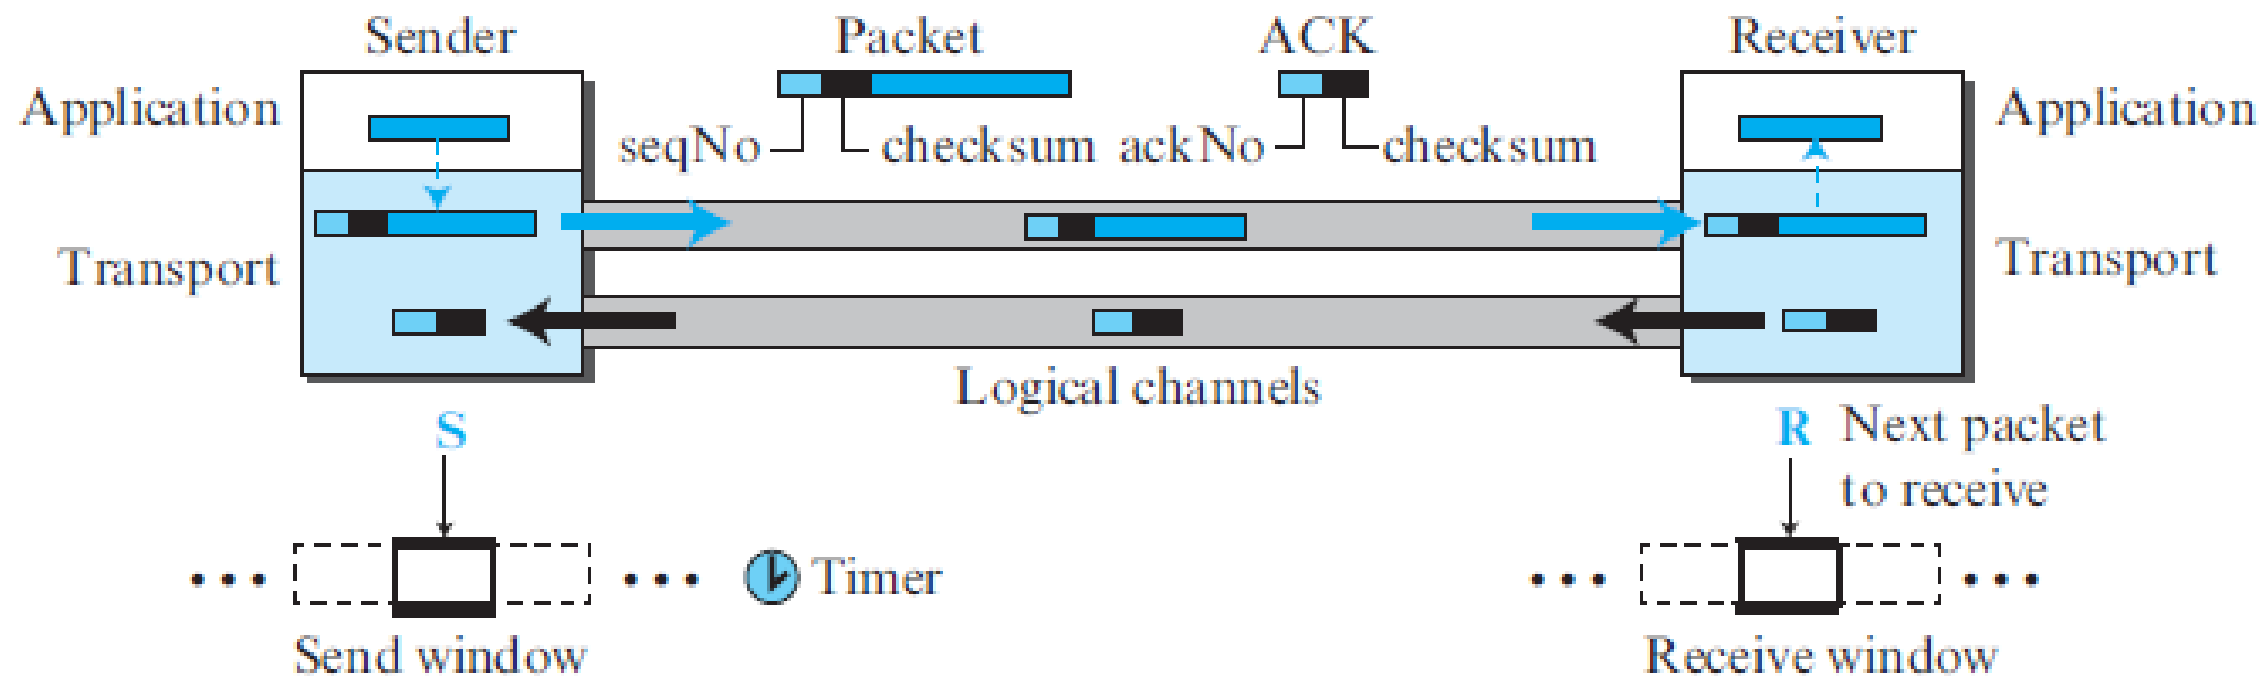 Sender
Packet
ACK
Receiver
Application
Application
seqNo
checksum
ackNo
checksum
Transport
Transport
Logical channels
S
R
Next packet
to receive
Timer
Send window
Receive window